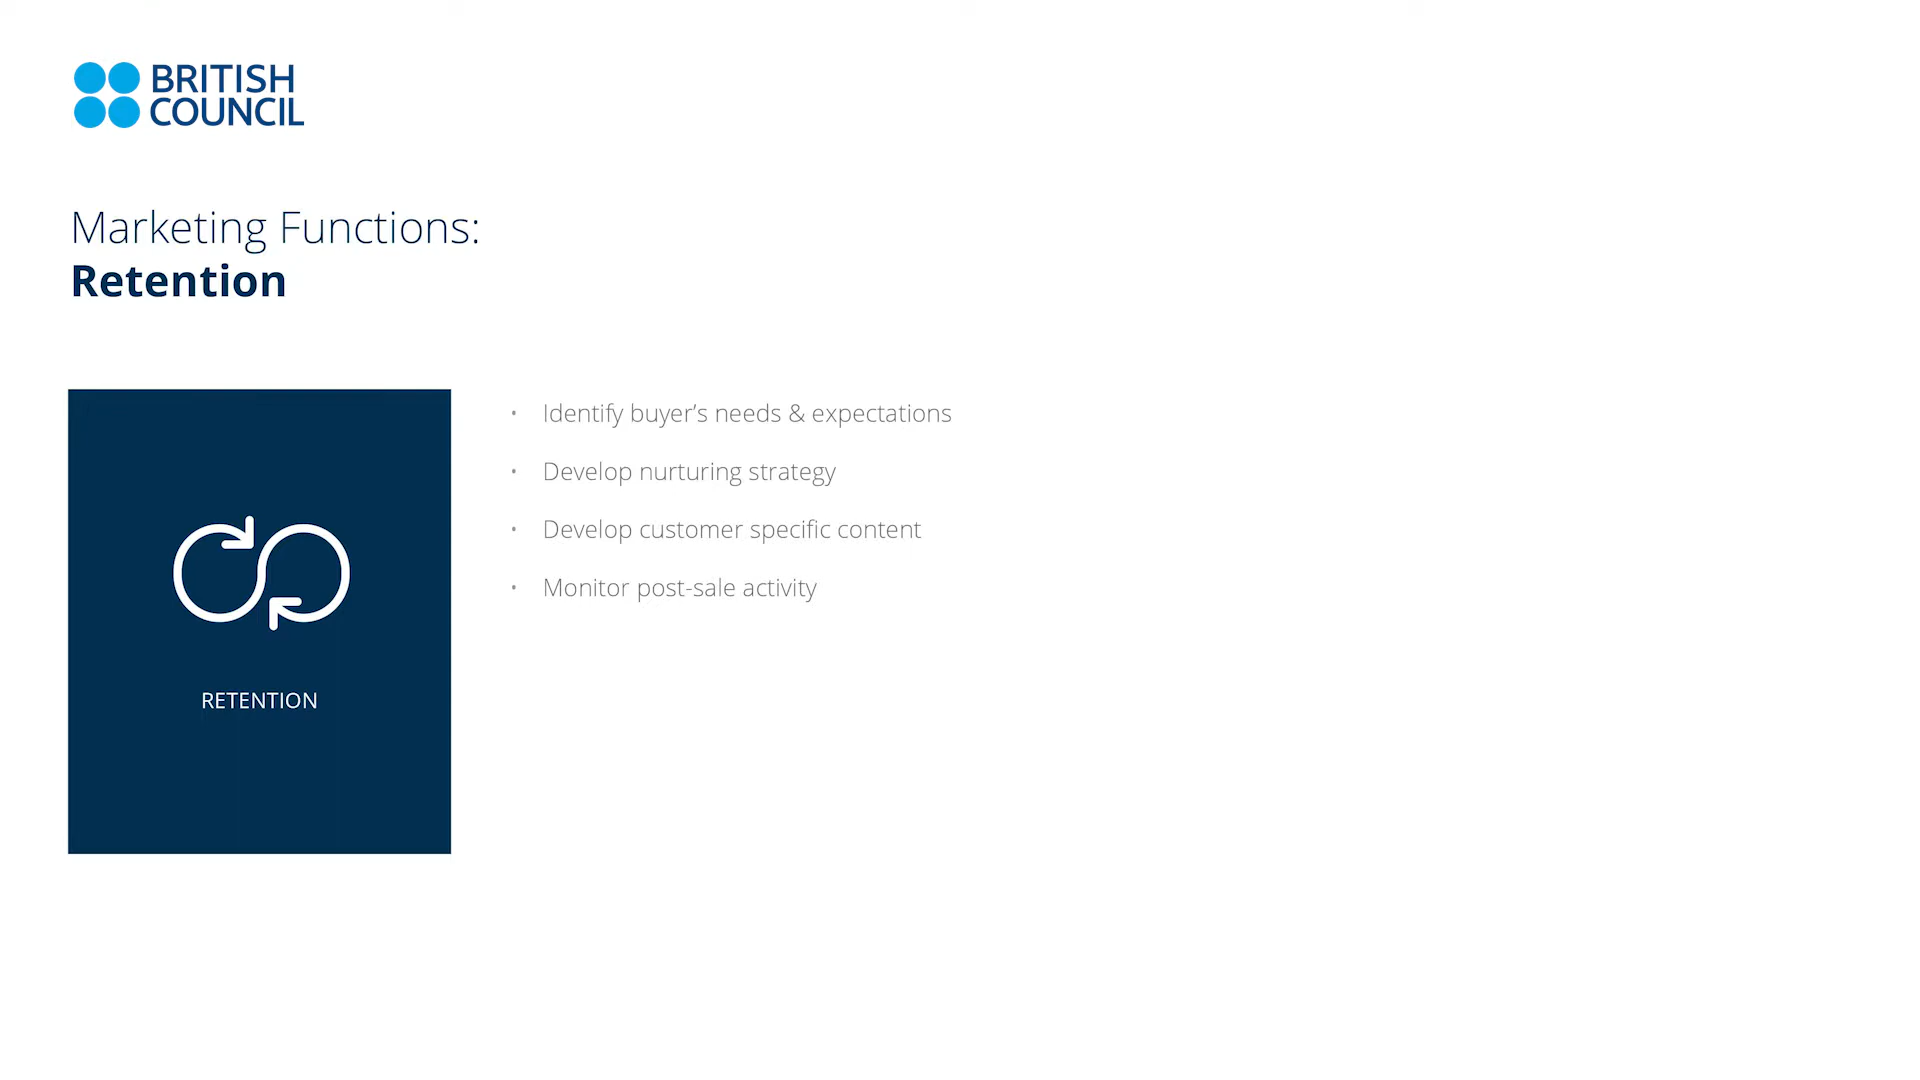 BRITISH
COUNCIL
Marketing Functions:
Retention
RETENTION
• Identify buyer’s needs & expectations
• Develop nurturing strategy
• Develop customer specific content
• Monitor post-sale activity